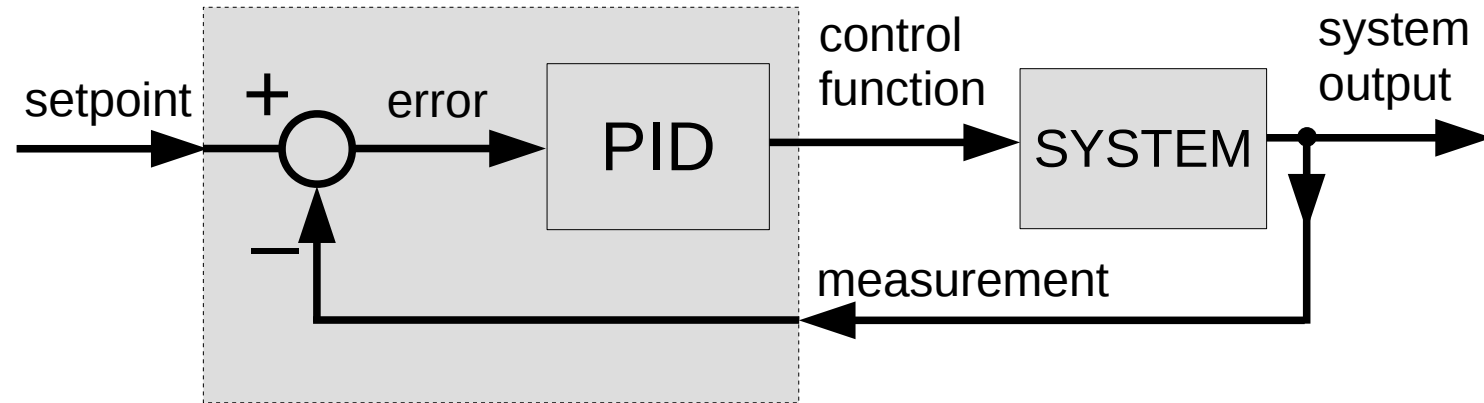 setpoint
+
error
−
PID
control
function
SYSTEM
system
output
measurement